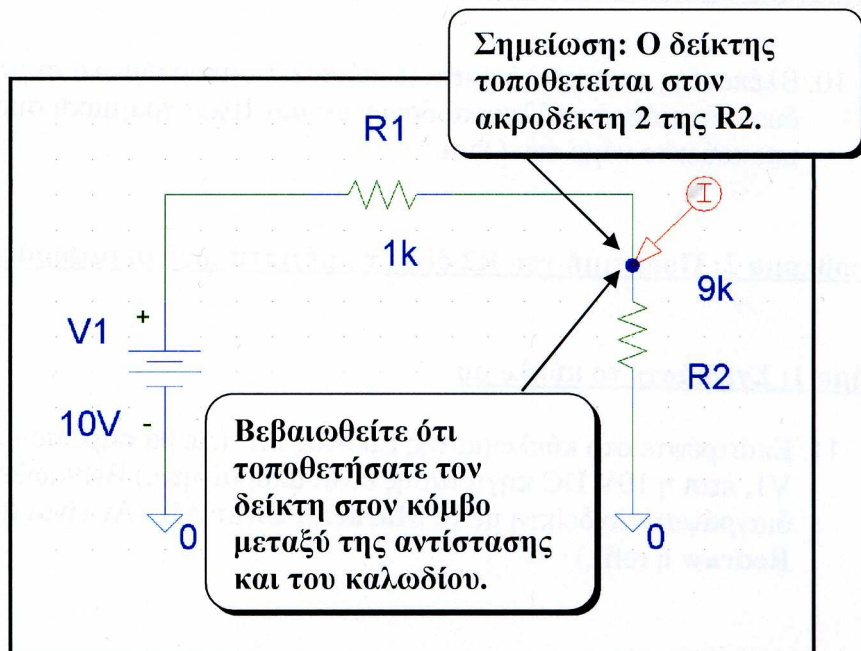 Σημείωση: Ο δείκτης
τοποθετείται στον
ακροδέκτη 2 της R2.
R1
I
1k
9k
V1
+
R2
10V
-
Βεβαιωθείτε ότι
τοποθετήσατε τον
δείκτη στον κόμβο
μεταξύ της αντίστασης
και του καλωδίου.
0
0